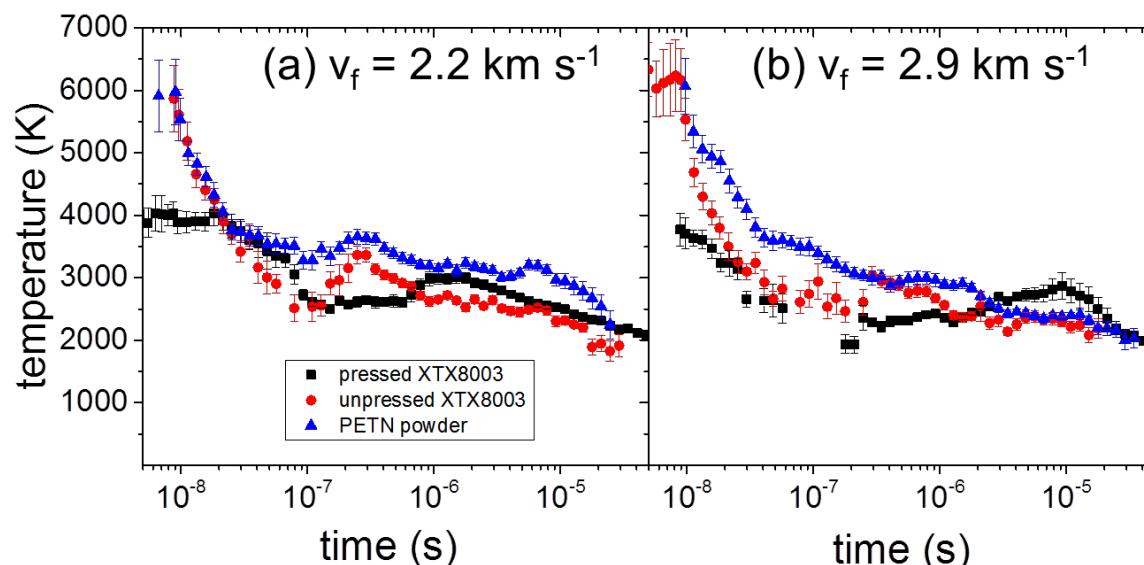 7000
6000
5000
4000
3000
2000
1000
temperature (K)
(a) v_f = 2.2 km s⁻¹
(b) v_f = 2.9 km s⁻¹
pressed XTX8003
unpressed XTX8003
PETN powder
10⁻⁸ 10⁻⁷ 10⁻⁶ 10⁻⁵
10⁻⁸ 10⁻⁷ 10⁻⁶ 10⁻⁵
time (s)
time (s)